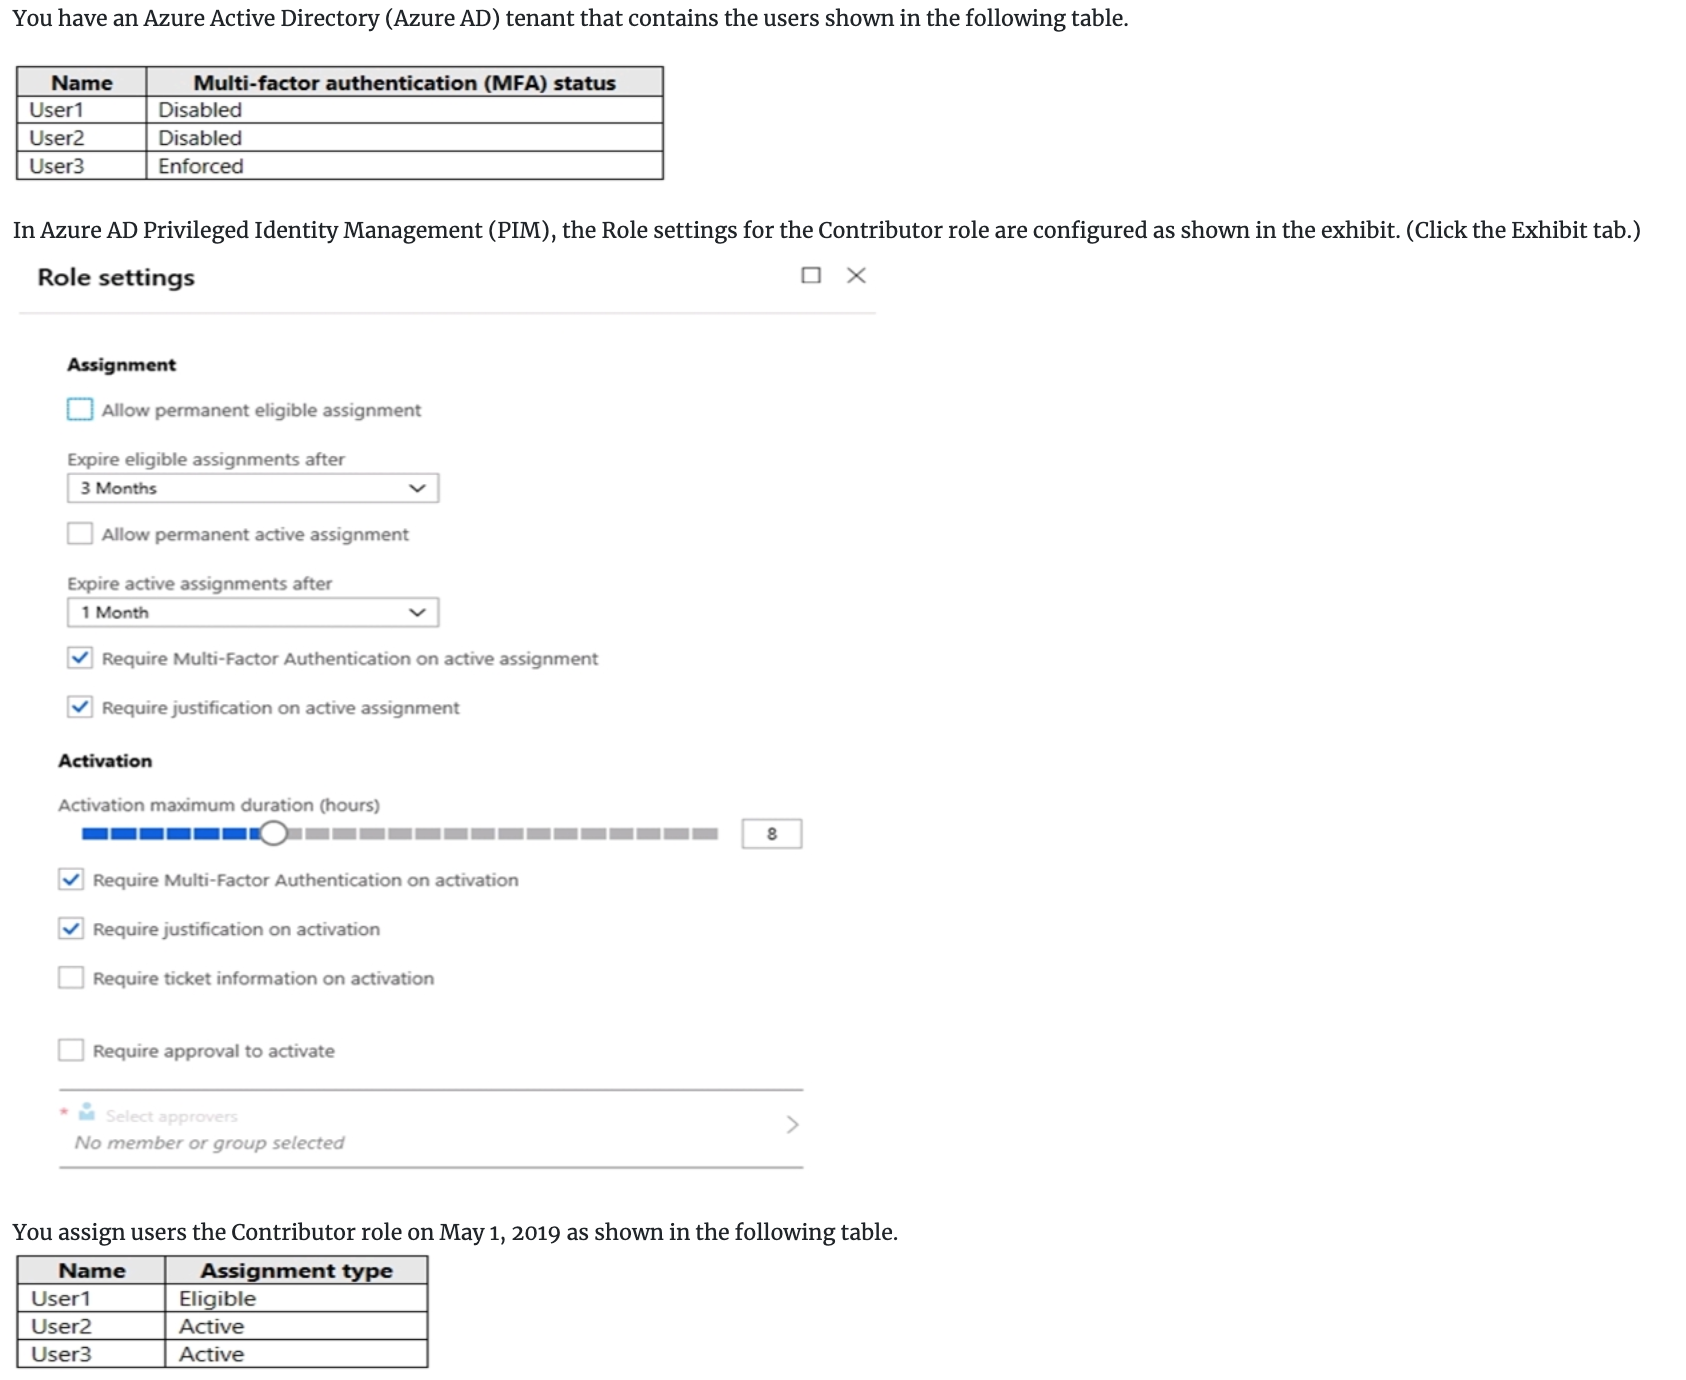 You have an Azure Active Directory (Azure AD) tenant that contains the users shown in the following table.
Name Multi-factor authentication (MFA) status
User1 Disabled
User2 Disabled
User3 Enforced
In Azure AD Privileged Identity Management (PIM), the Role settings for the Contributor role are configured as shown in the exhibit. (Click the Exhibit tab.)
Role settings
Assignment
Allow permanent eligible assignment
Expire eligible assignments after
3 Months
Allow permanent active assignment
Expire active assignments after
1 Month
Require Multi-Factor Authentication on active assignment
Require justification on active assignment
Activation
Activation maximum duration (hours)
8
Require Multi-Factor Authentication on activation
Require justification on activation
Require ticket information on activation
Require approval to activate
* Select approvers
No member or group selected
You assign users the Contributor role on May 1, 2019 as shown in the following table.
Name Assignment type
User1 Eligible
User2 Active
User3 Active